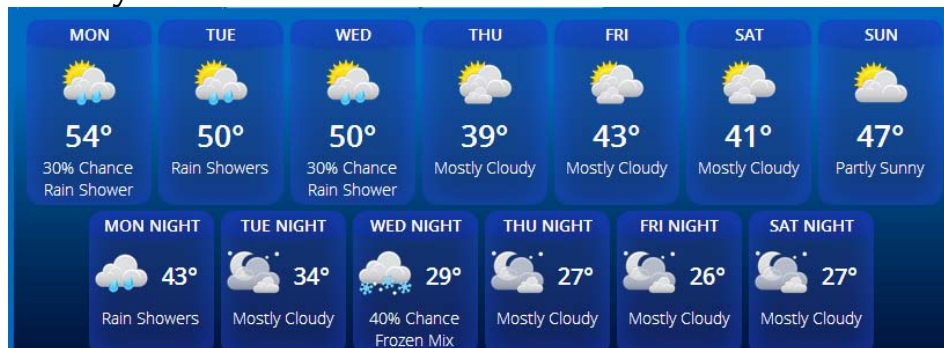 MON TUE WED THU FRI SAT SUN
54° 50° 50° 39° 43° 41° 47°
30% Chance Rain Showers 30% Chance Mostly Cloudy Mostly Cloudy Mostly Cloudy Partly Sunny
Rain Shower Rain Shower
MON NIGHT TUE NIGHT WED NIGHT THU NIGHT FRI NIGHT SAT NIGHT
43° 34° 29° 27° 26° 27°
Rain Showers Mostly Cloudy 40% Chance Mostly Cloudy Mostly Cloudy Mostly Cloudy
Frozen Mix